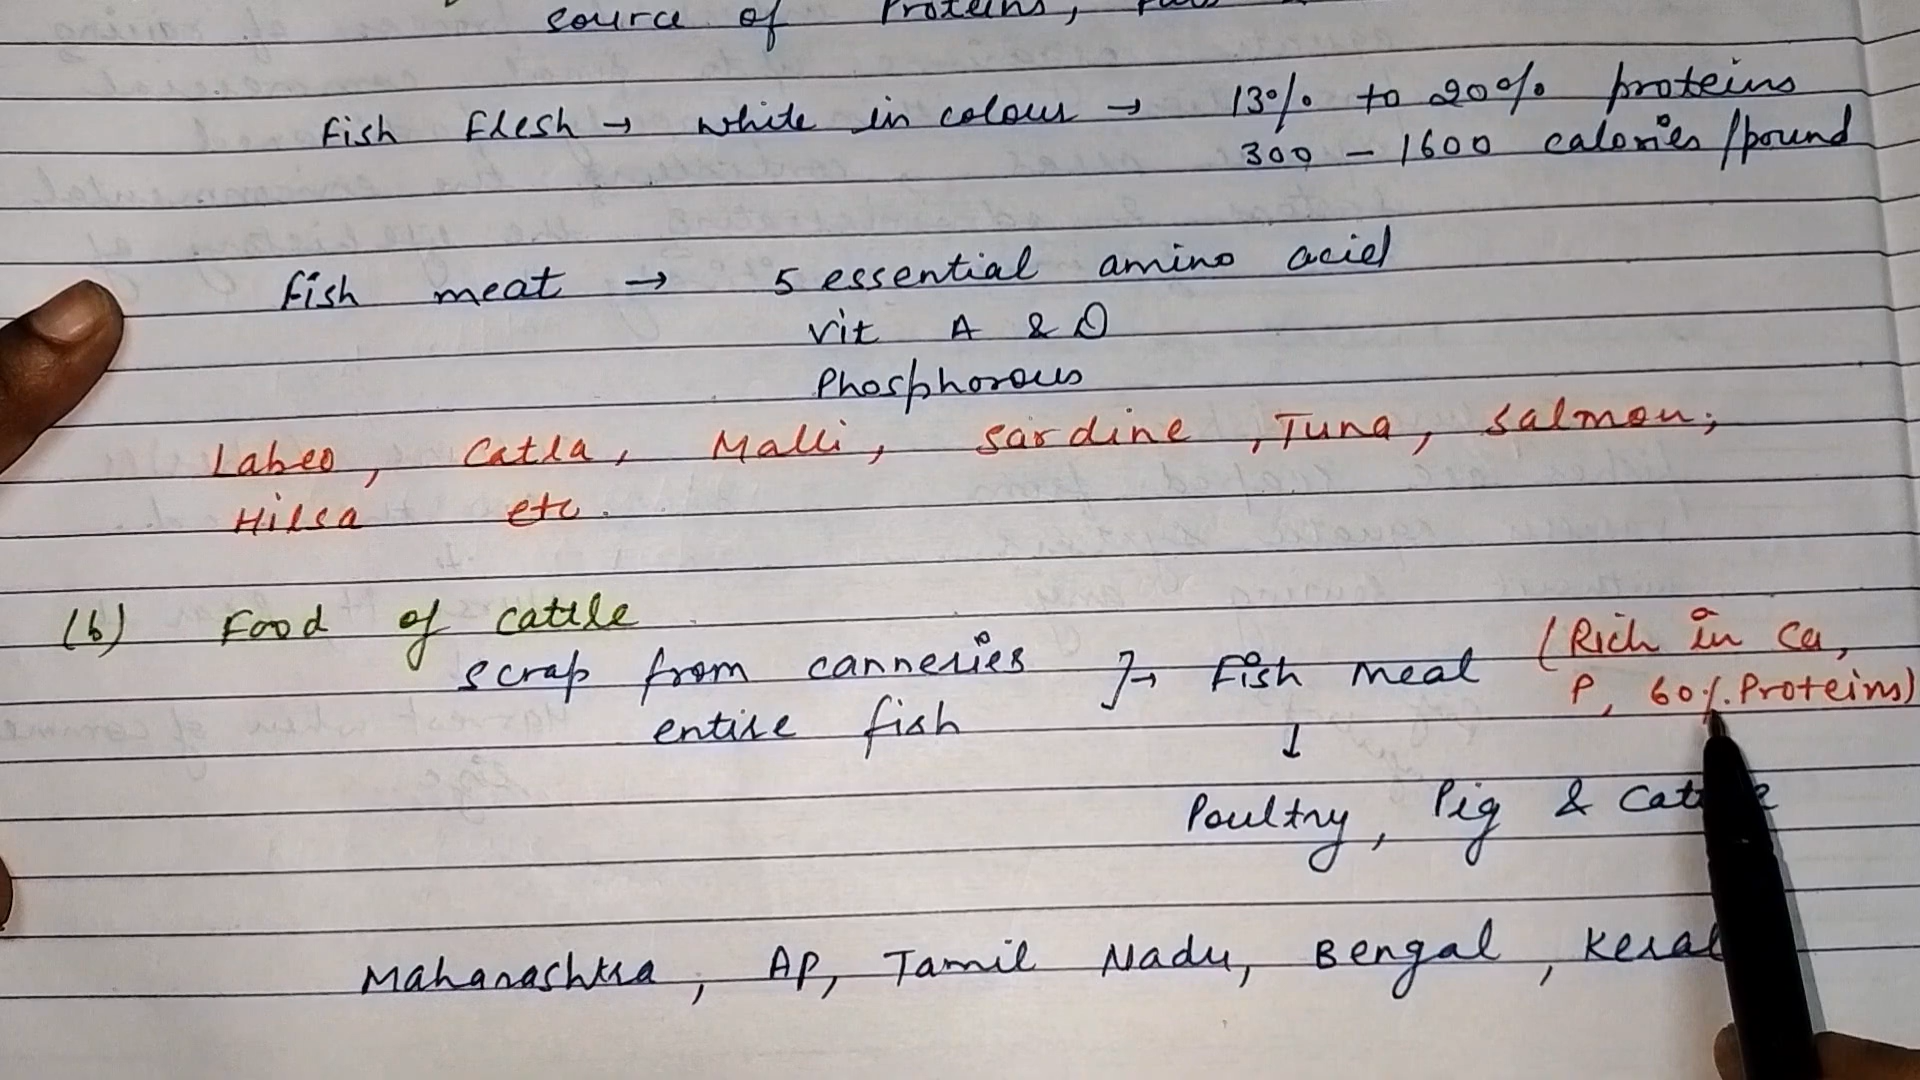 source of Proteins,
Fish Flesh → white in colour → 13% to 20% proteins
300 - 1600 calories/pound
Fish meat → 5 essential amino acid
vit A & D
Phosphorous
Labeo, Catla, Malli, Sardine, Tuna, Salmon,
Hilsa etc.
(b) Food of cattle
scrap from canneries ]→ Fish meal (Rich in Ca,
entire fish P, 60%. Proteins)
↓
Poultry, Pig & Cattle
Maharashtra, AP, Tamil Nadu, Bengal, Keral